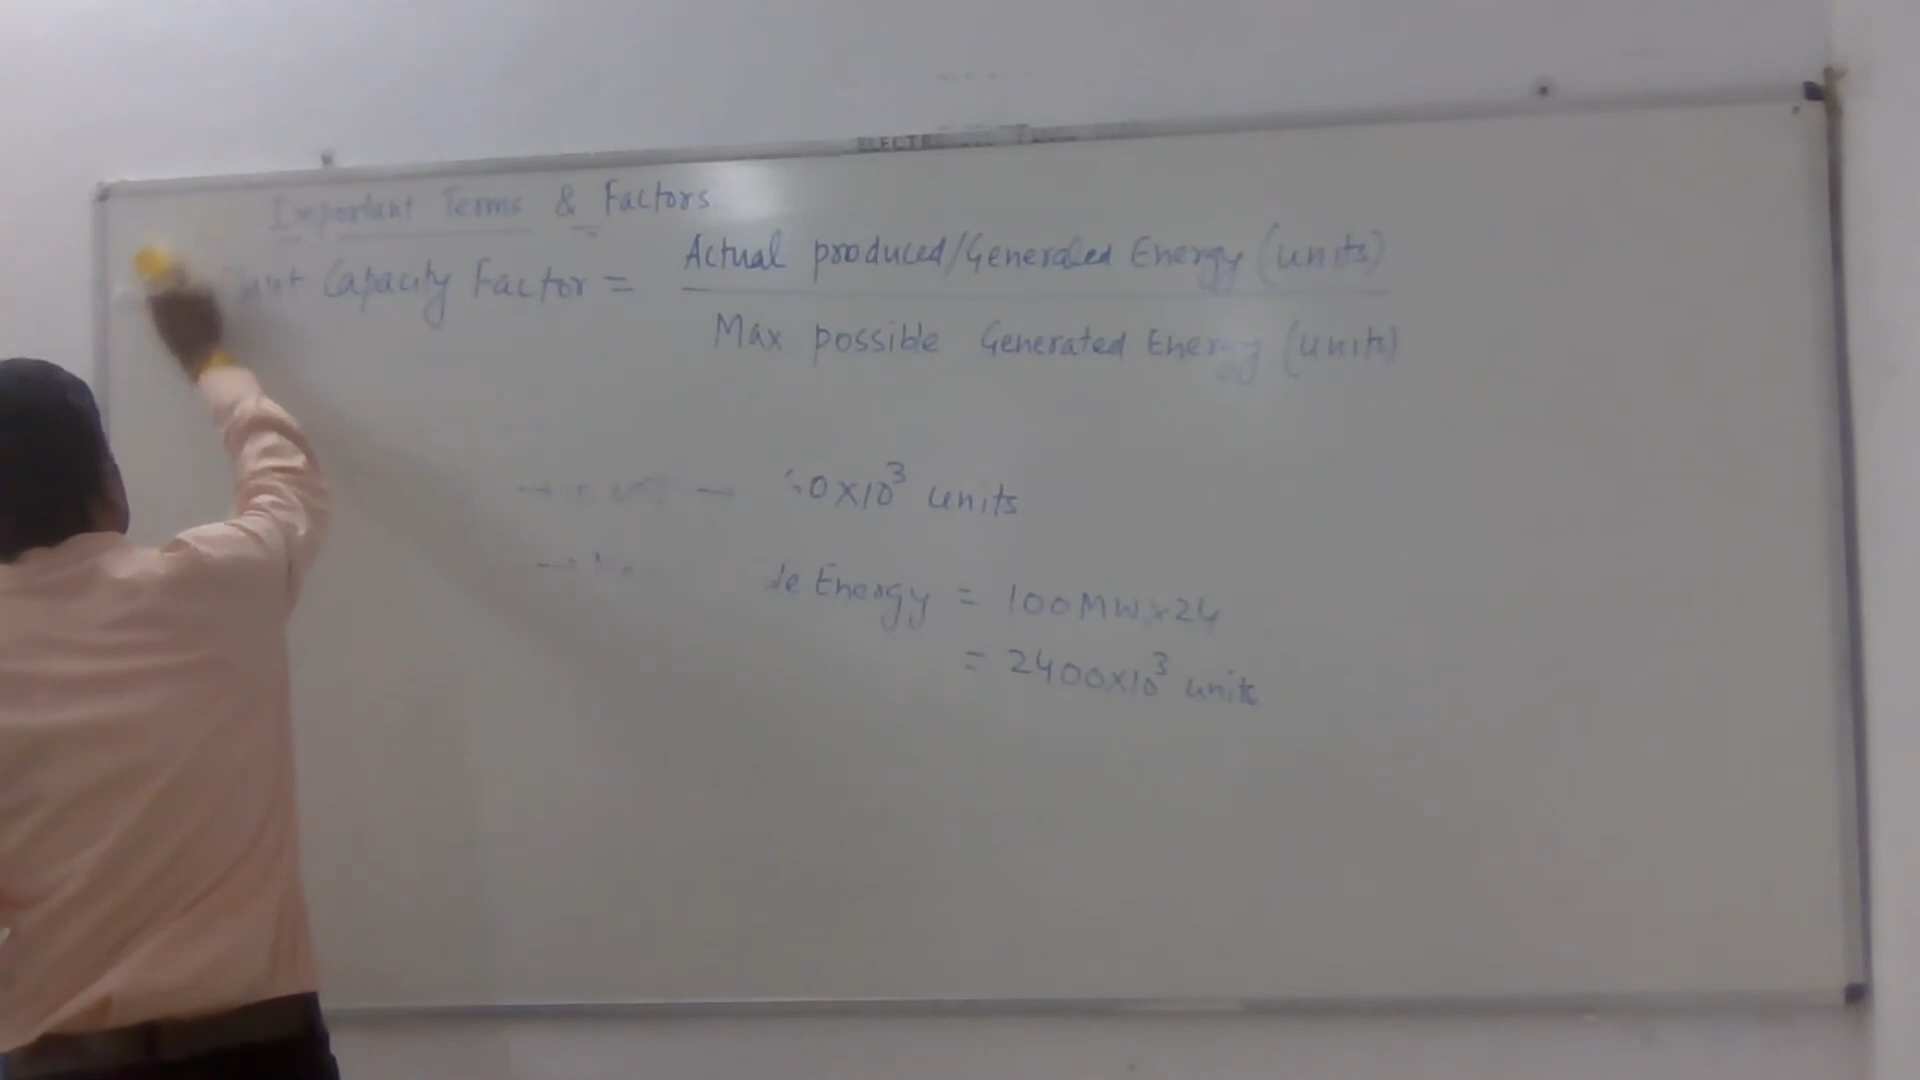 Important Terms & Factors
Capacity Factor = Actual produced/Generated Energy (units)
Max possible Generated Energy (units)
0x10³ units
Energy = 100MW x 24
= 2400x10³ units